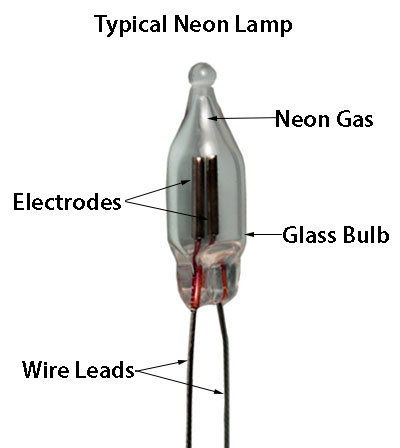 Typical Neon Lamp
Neon Gas
Electrodes
Glass Bulb
Wire Leads